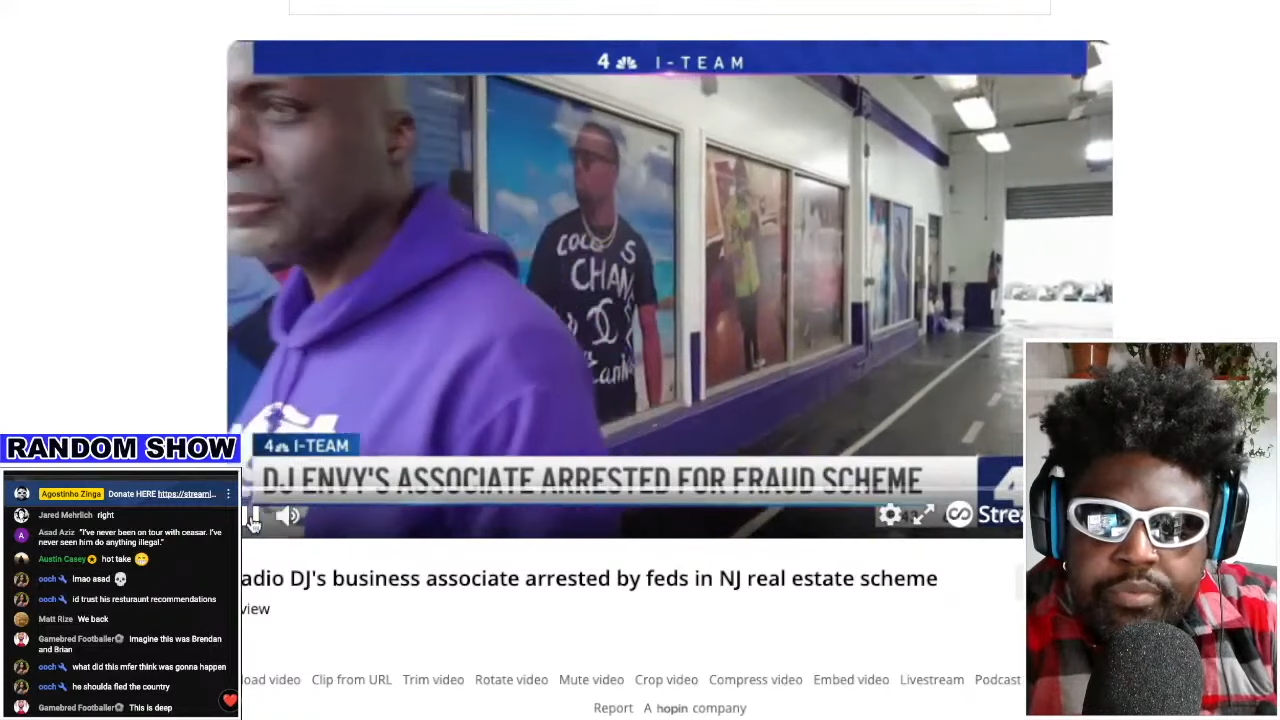 4 I-TEAM
COCO S
CHAN
4 I-TEAM
DJ ENVY'S ASSOCIATE ARRESTED FOR FRAUD SCHEME
4
Strea
adio DJ's business associate arrested by feds in NJ real estate scheme
view
oad video Clip from URL Trim video Rotate video Mute video Crop video Compress video Embed video Livestream Podcast
Report A hopin company
RANDOM SHOW
Agostinho Zinga Donate HERE https://streaml...
Jared Mehrlich right
Asad Aziz "I've never been on tour with ceasar. I've
never seen him do anything illegal."
Austin Casey hot take
ooch lmao asad
ooch id trust his resturaunt recommendations
Matt Rize We back
Gamebred Footballer Imagine this was Brendan
and Brian
ooch what did this mfer think was gonna happen
ooch he shoulda fled the country
Gamebred Footballer This is deep